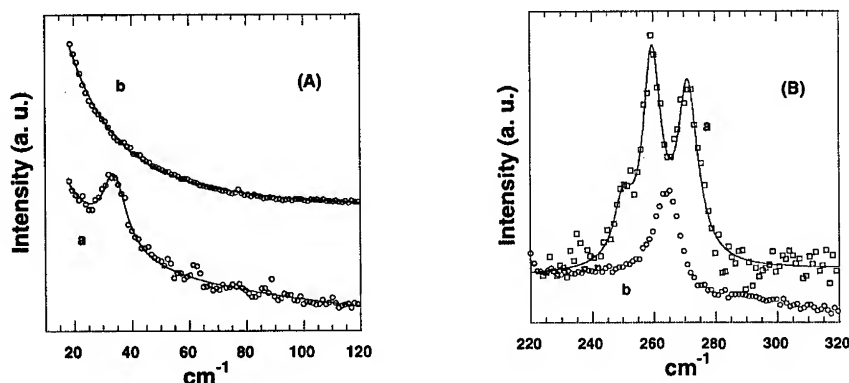 Intensity (a. u.)
b
(A)
a
20 40 60 80 100 120
cm-1
Intensity (a. u.)
(B)
a
b
220 240 260 280 300 320
cm-1